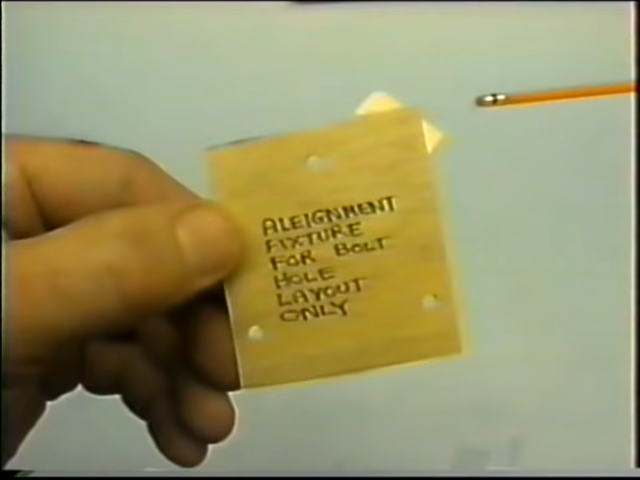 ALEIGNMENT
FIXTURE
FOR BOLT
HOLE
LAYOUT
ONLY